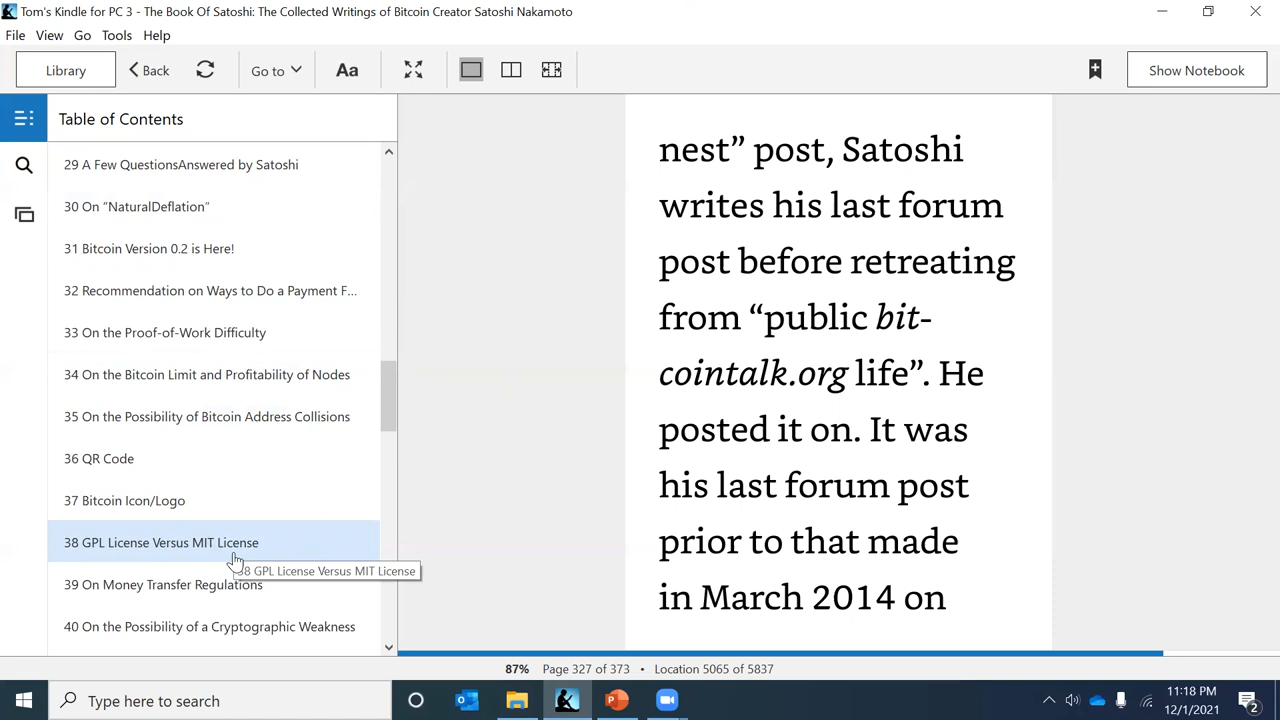 Tom's Kindle for PC 3 - The Book Of Satoshi: The Collected Writings of Bitcoin Creator Satoshi Nakamoto
File View Go Tools Help
Library Back Go to Aa Show Notebook
Table of Contents
29 A Few QuestionsAnswered by Satoshi
30 On “NaturalDeflation”
31 Bitcoin Version 0.2 is Here!
32 Recommendation on Ways to Do a Payment F...
33 On the Proof-of-Work Difficulty
34 On the Bitcoin Limit and Profitability of Nodes
35 On the Possibility of Bitcoin Address Collisions
36 QR Code
37 Bitcoin Icon/Logo
38 GPL License Versus MIT License
38 GPL License Versus MIT License
39 On Money Transfer Regulations
40 On the Possibility of a Cryptographic Weakness
nest” post, Satoshi
writes his last forum
post before retreating
from “public bit-
cointalk.org life”. He
posted it on. It was
his last forum post
prior to that made
in March 2014 on
87% Page 327 of 373 • Location 5065 of 5837
Type here to search
11:18 PM
12/1/2021
2